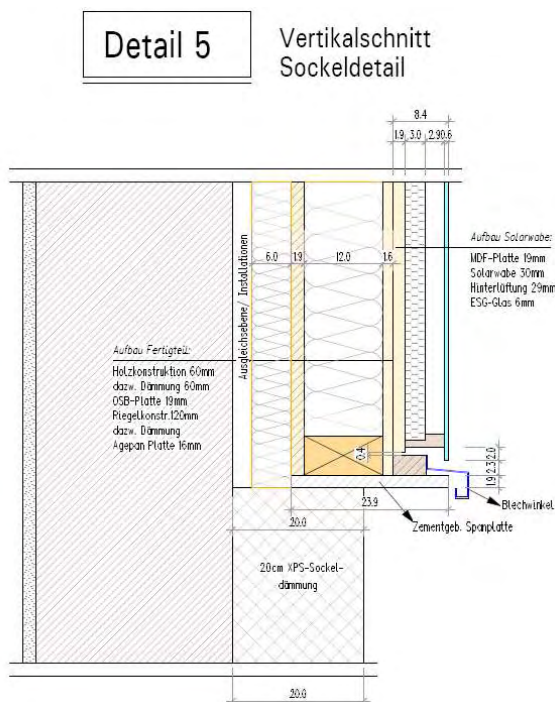 Detail 5
Vertikalschnitt
Sockeldetail
8.4
1.9
3.0
2.9
0.6
6.0
1.9
12.0
1.6
Aufbau Solarwabe:
MDF-Platte 19mm
Solarwabe 30mm
Hinterlüftung 29mm
ESG-Glas 6mm
Ausgleichsebene/ Installationen
Aufbau Fertigteil:
Holzkonstruktion 60mm
dazw. Dämmung 60mm
OSB-Platte 19mm
Riegelkonstr.120mm
dazw. Dämmung
Agepan Platte 16mm
0.4
1.9
2.3
2.0
23.9
Blechwinkel
Zementgeb. Spanplatte
20.0
20cm XPS-Sockel-
dämmung
20.0